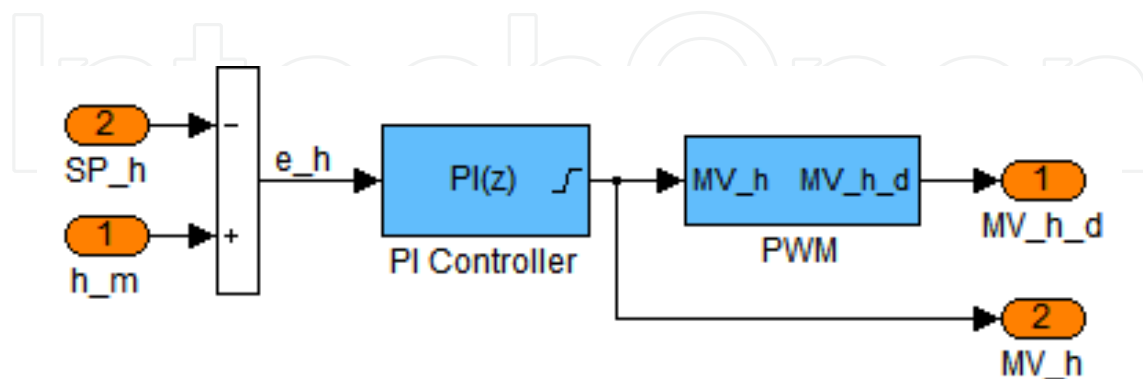 2
−
SP_h
e_h
PI(z)
MV_h MV_h_d
1
MV_h_d
1
+
h_m
PI Controller
PWM
2
MV_h